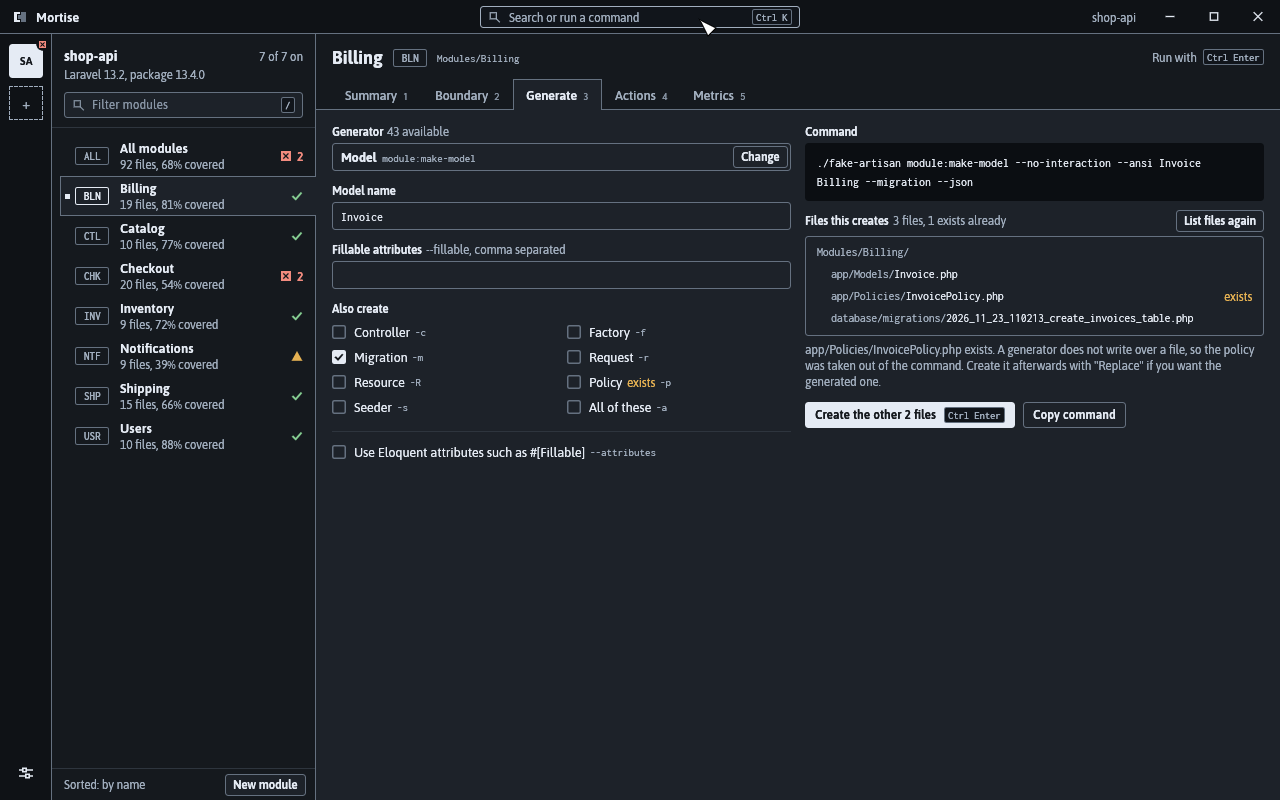 Mortise
Search or run a command
Ctrl K
shop-api
SA
+
shop-api
7 of 7 on
Laravel 13.2, package 13.4.0
Filter modules
/
ALL
All modules
92 files, 68% covered
2
BLN
Billing
19 files, 81% covered
CTL
Catalog
10 files, 77% covered
CHK
Checkout
20 files, 54% covered
2
INV
Inventory
9 files, 72% covered
NTF
Notifications
9 files, 39% covered
SHP
Shipping
15 files, 66% covered
USR
Users
10 files, 88% covered
Sorted: by name
New module
Billing
BLN
Modules/Billing
Run with
Ctrl Enter
Summary 1
Boundary 2
Generate 3
Actions 4
Metrics 5
Generator 43 available
Model module:make-model
Change
Model name
Invoice
Fillable attributes --fillable, comma separated
Also create
Controller -c
Factory -f
Migration -m
Request -r
Resource -R
Policy exists -p
Seeder -s
All of these -a
Use Eloquent attributes such as #[Fillable] --attributes
Command
./fake-artisan module:make-model --no-interaction --ansi Invoice
Billing --migration --json
Files this creates 3 files, 1 exists already
List files again
Modules/Billing/
app/Models/Invoice.php
app/Policies/InvoicePolicy.php
exists
database/migrations/2026_11_23_110213_create_invoices_table.php
app/Policies/InvoicePolicy.php exists. A generator does not write over a file, so the policy
was taken out of the command. Create it afterwards with "Replace" if you want the
generated one.
Create the other 2 files
Ctrl Enter
Copy command